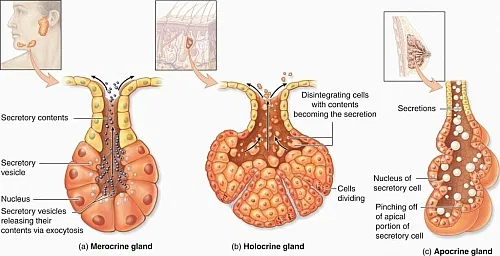 Secretory contents
Secretory
vesicle
Nucleus
Secretory vesicles
releasing their
contents via exocytosis
(a) Merocrine gland
Disintegrating cells
with contents
becoming the secretion
Cells
dividing
(b) Holocrine gland
Secretions
Nucleus of
secretory cell
Pinching off
of apical
portion of
secretory cell
(c) Apocrine gland